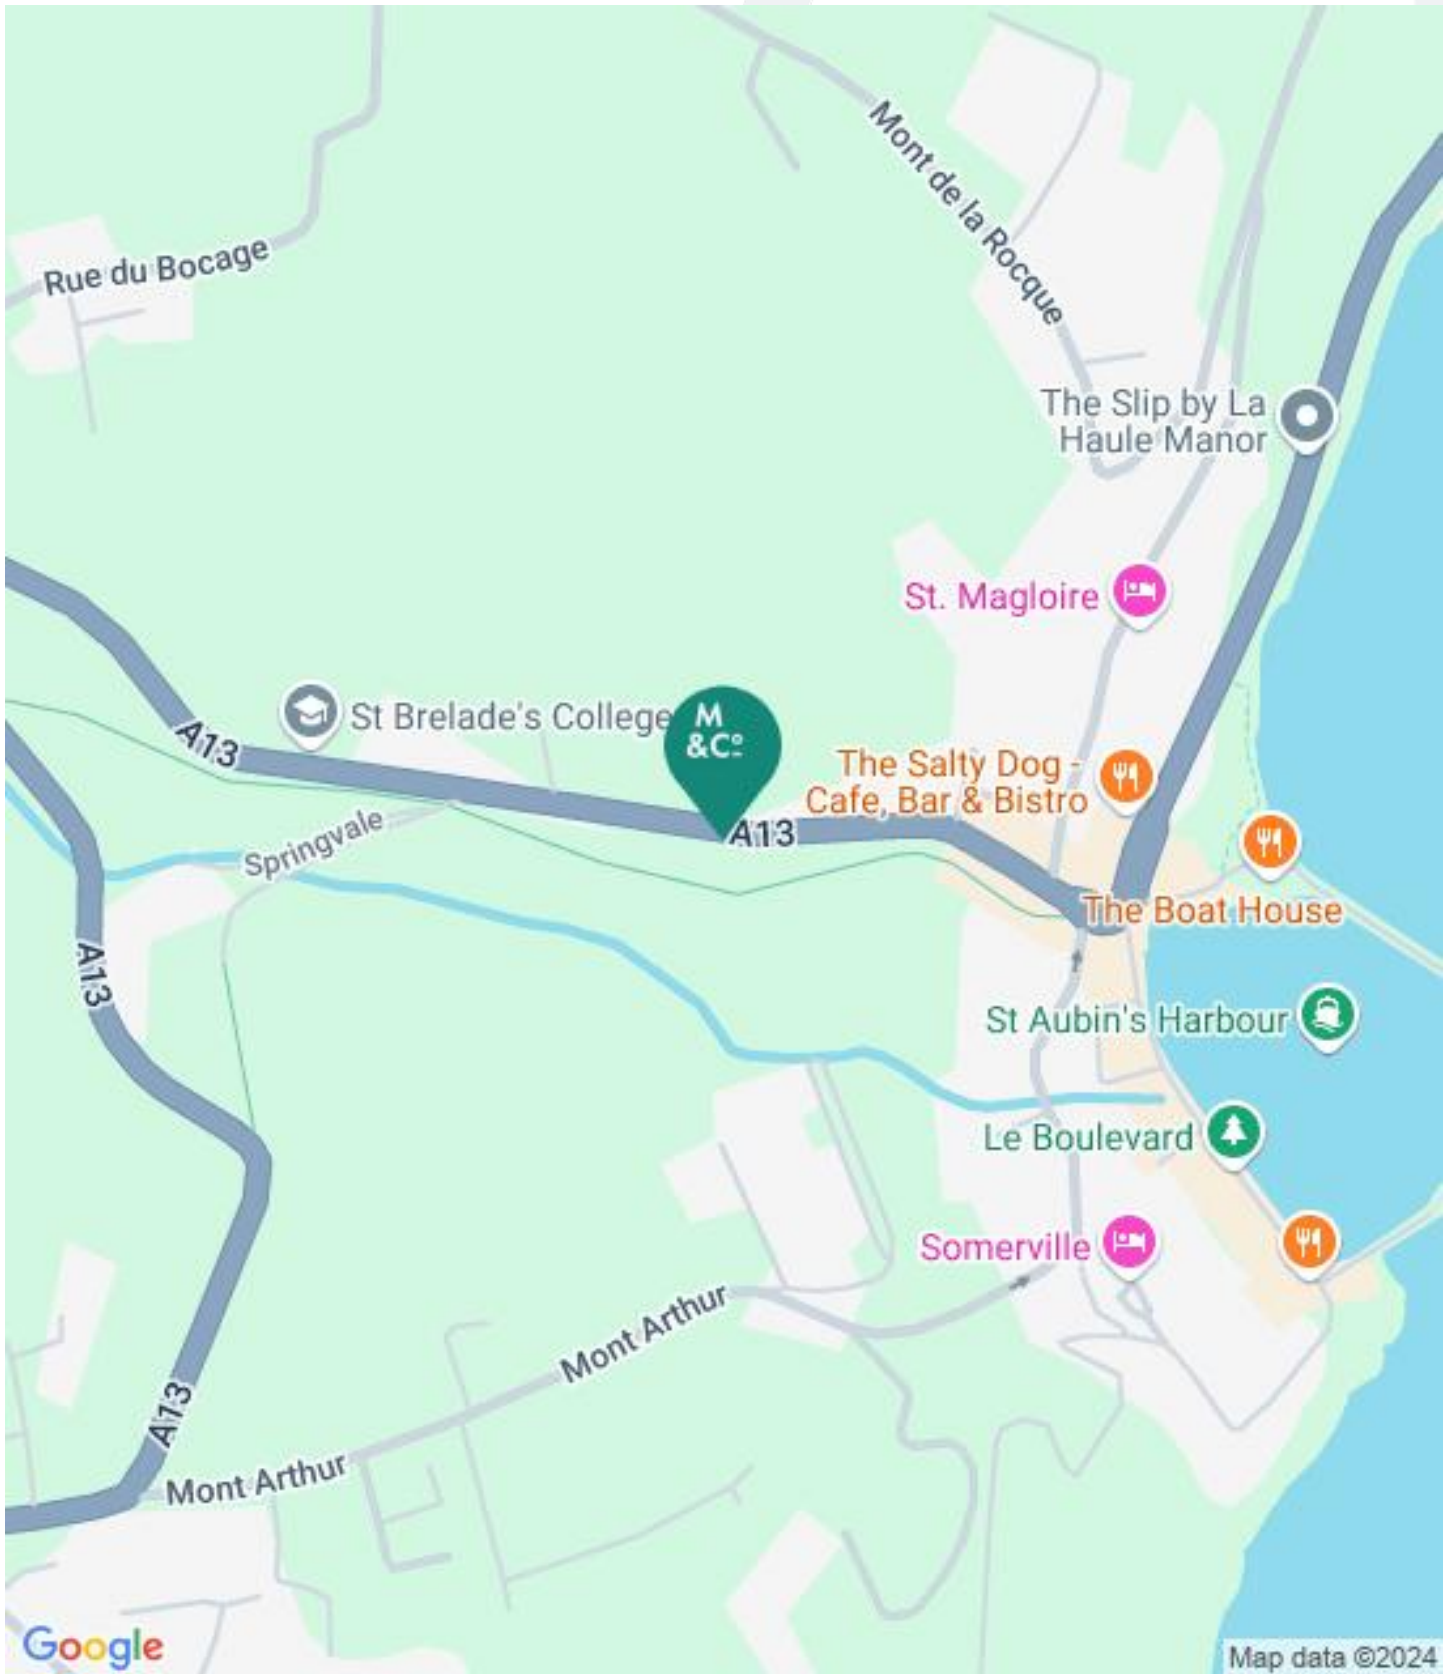 Mont de la Rocque
Rue du Bocage
The Slip by La
Haule Manor
St. Magloire
St Brelade's College
M
&Cº
A13
The Salty Dog -
Cafe, Bar & Bistro
A13
Springvale
The Boat House
A13
St Aubin's Harbour
Le Boulevard
Somerville
Mont Arthur
A13
Mont Arthur
Google
Map data ©2024